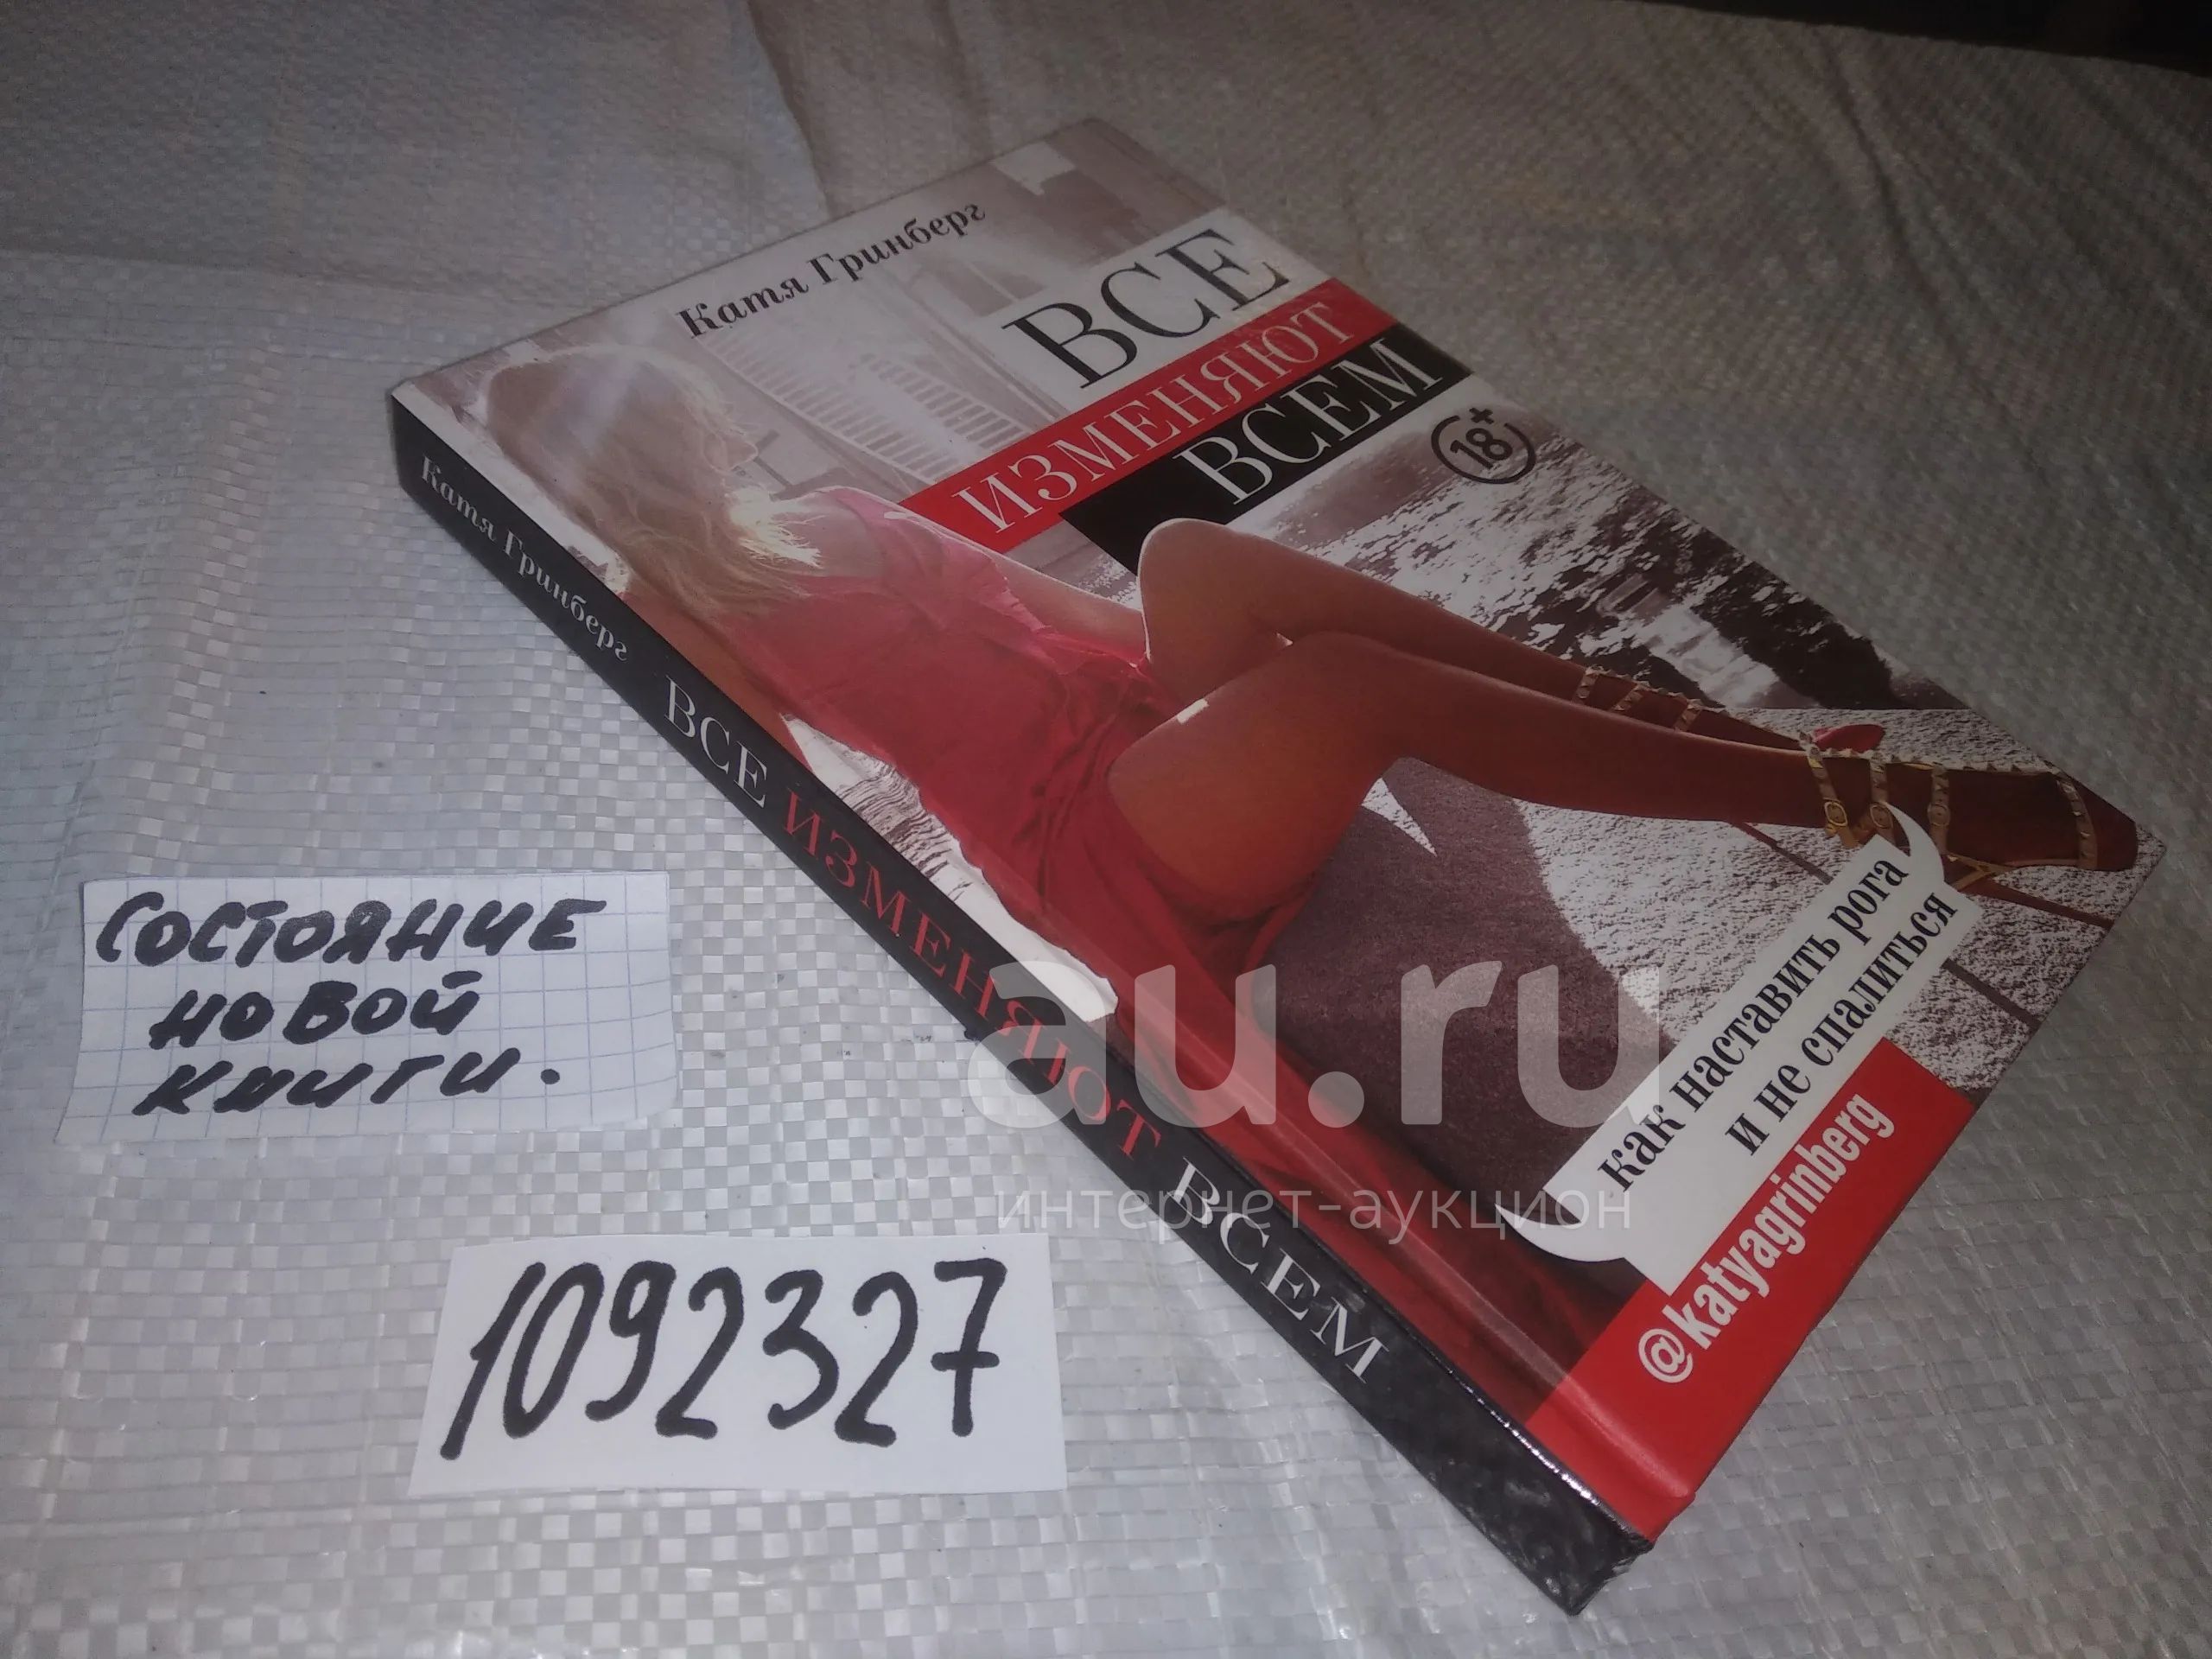 Катя Гринберг
ВСЕ
ИЗМЕНЯЮТ
ВСЕМ
18+
Катя Гринберг ВСЕ ИЗМЕНЯЮТ ВСЕМ
как наставить рога
и не спалиться
@katyagrinberg
СОСТОЯНИЕ
НОВОЙ
КНИГИ.
1092327
au.ru
интернет-аукцион